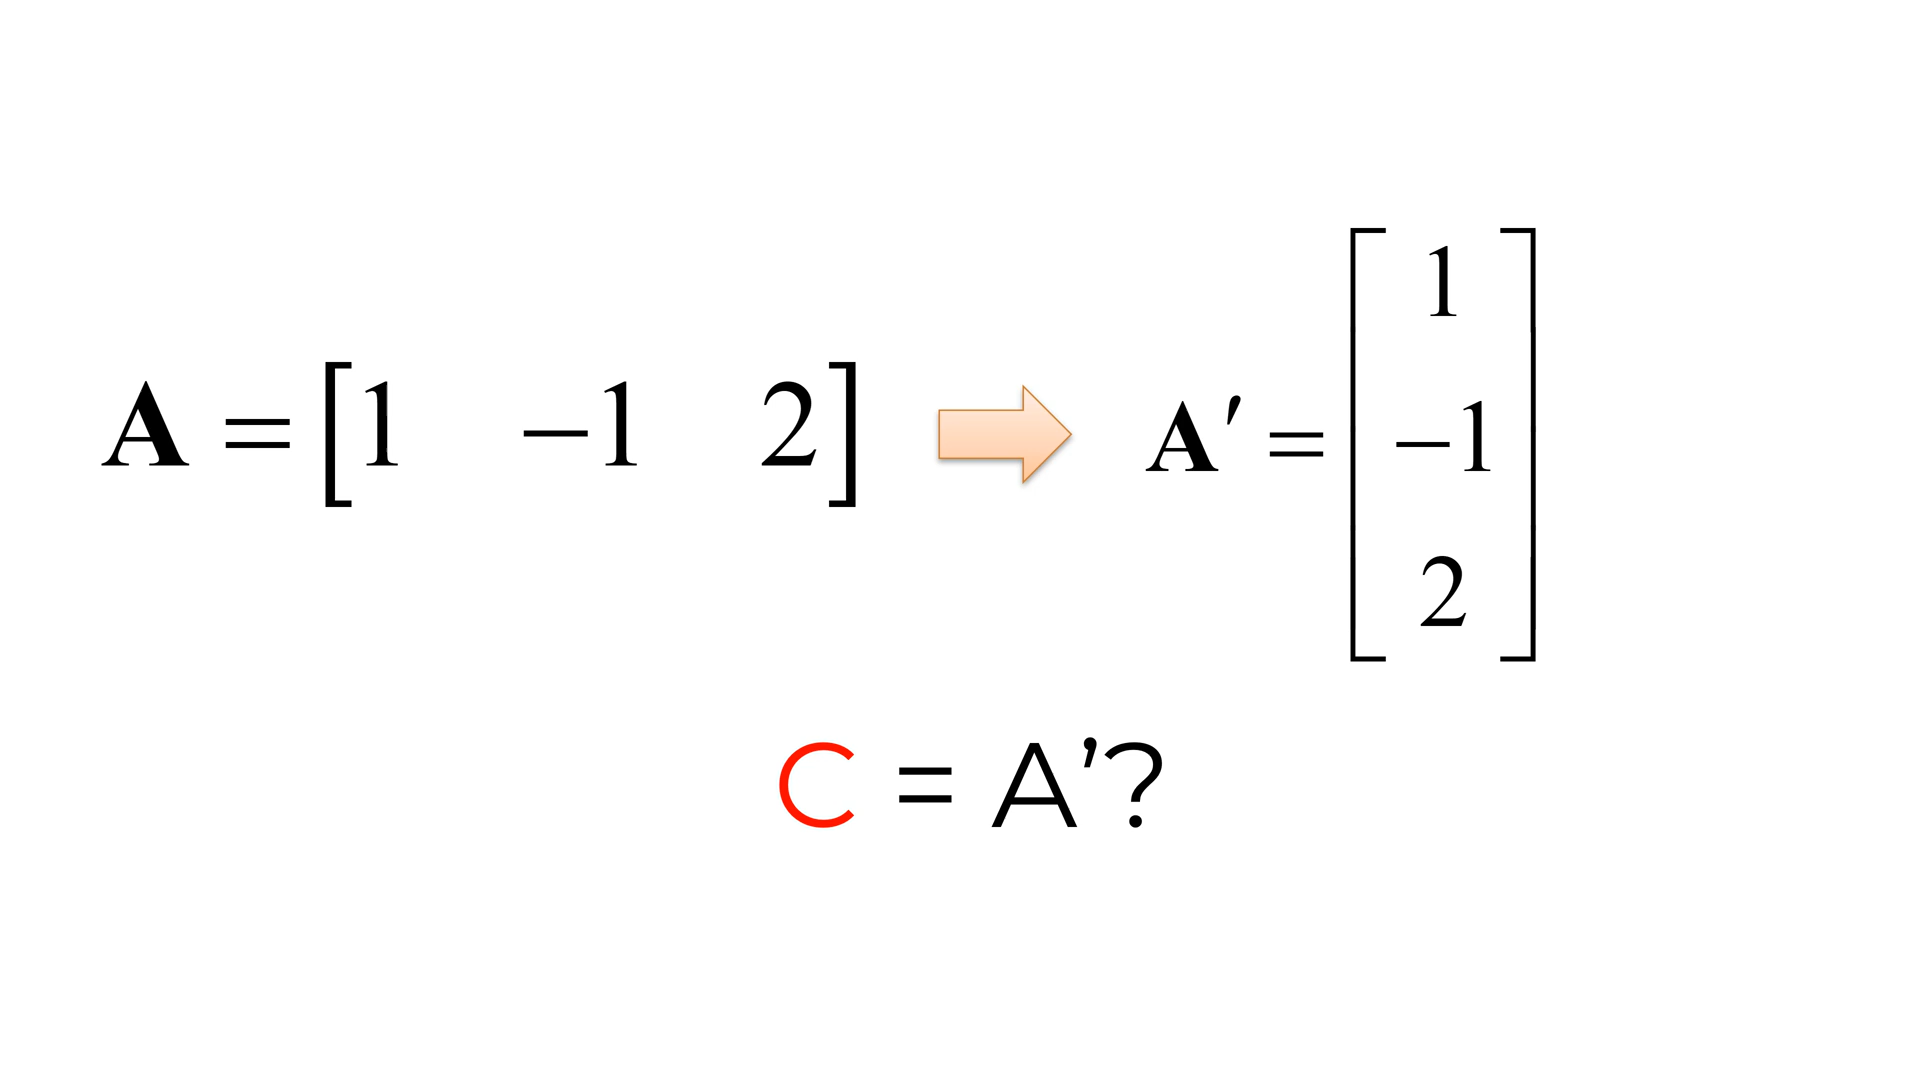 A = [1 −1 2]
A′ = [1 −1 2]
C = A’?